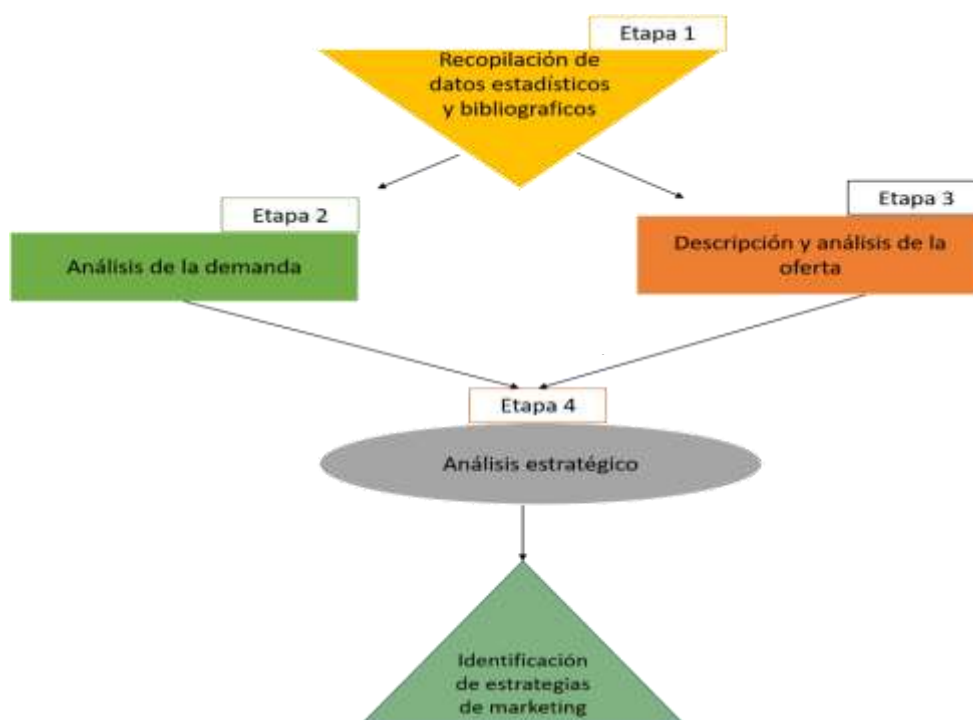 Etapa 1
Recopilación de
datos estadísticos
y bibliograficos
Etapa 2
Análisis de la demanda
Etapa 3
Descripción y análisis de la
oferta
Etapa 4
Análisis estratégico
Identificación
de estrategias
de marketing